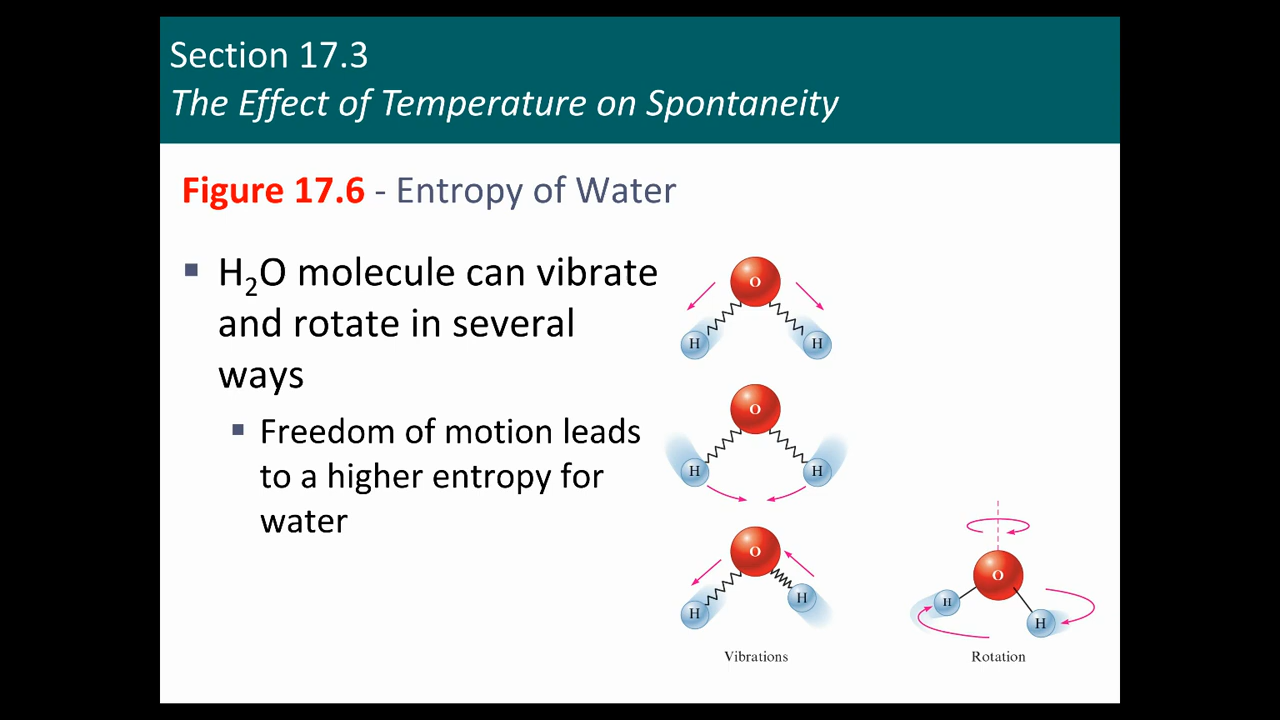 Section 17.3
The Effect of Temperature on Spontaneity
Figure 17.6 - Entropy of Water
▪ H₂O molecule can vibrate
and rotate in several
ways
▪ Freedom of motion leads
to a higher entropy for
water
O
H H
O
H H
O
H H
Vibrations
O
H H
Rotation